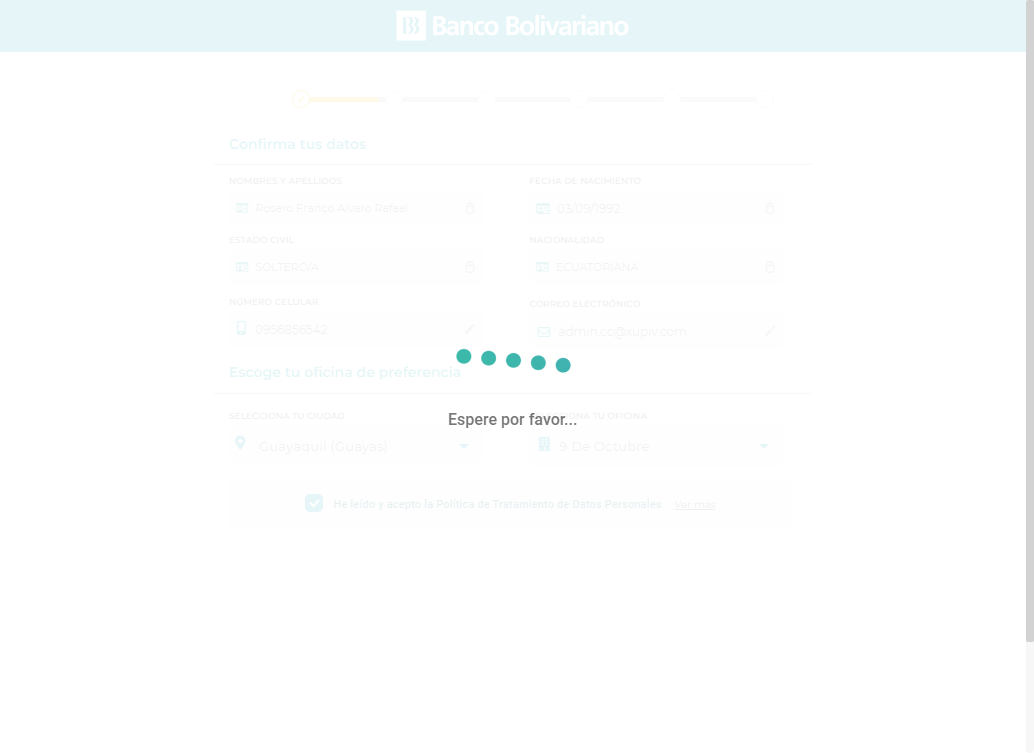 Banco Bolivariano
Confirma tus datos
NOMBRES Y APELLIDOS
FECHA DE NACIMIENTO
Rosero Franco Alvaro Rafael
03/09/1992
ESTADO CIVIL
NACIONALIDAD
SOLTERO/A
ECUATORIANA
NÚMERO CELULAR
CORREO ELECTRÓNICO
0956856542
admin.cc@xupiv.com
Escoge tu oficina de preferencia
SELECCIONA TU CIUDAD
TU OFICINA
Espere por favor...
Guayaquil (Guayas)
9 De Octubre
He leído y acepto la Política de Tratamiento de Datos Personales
Ver más